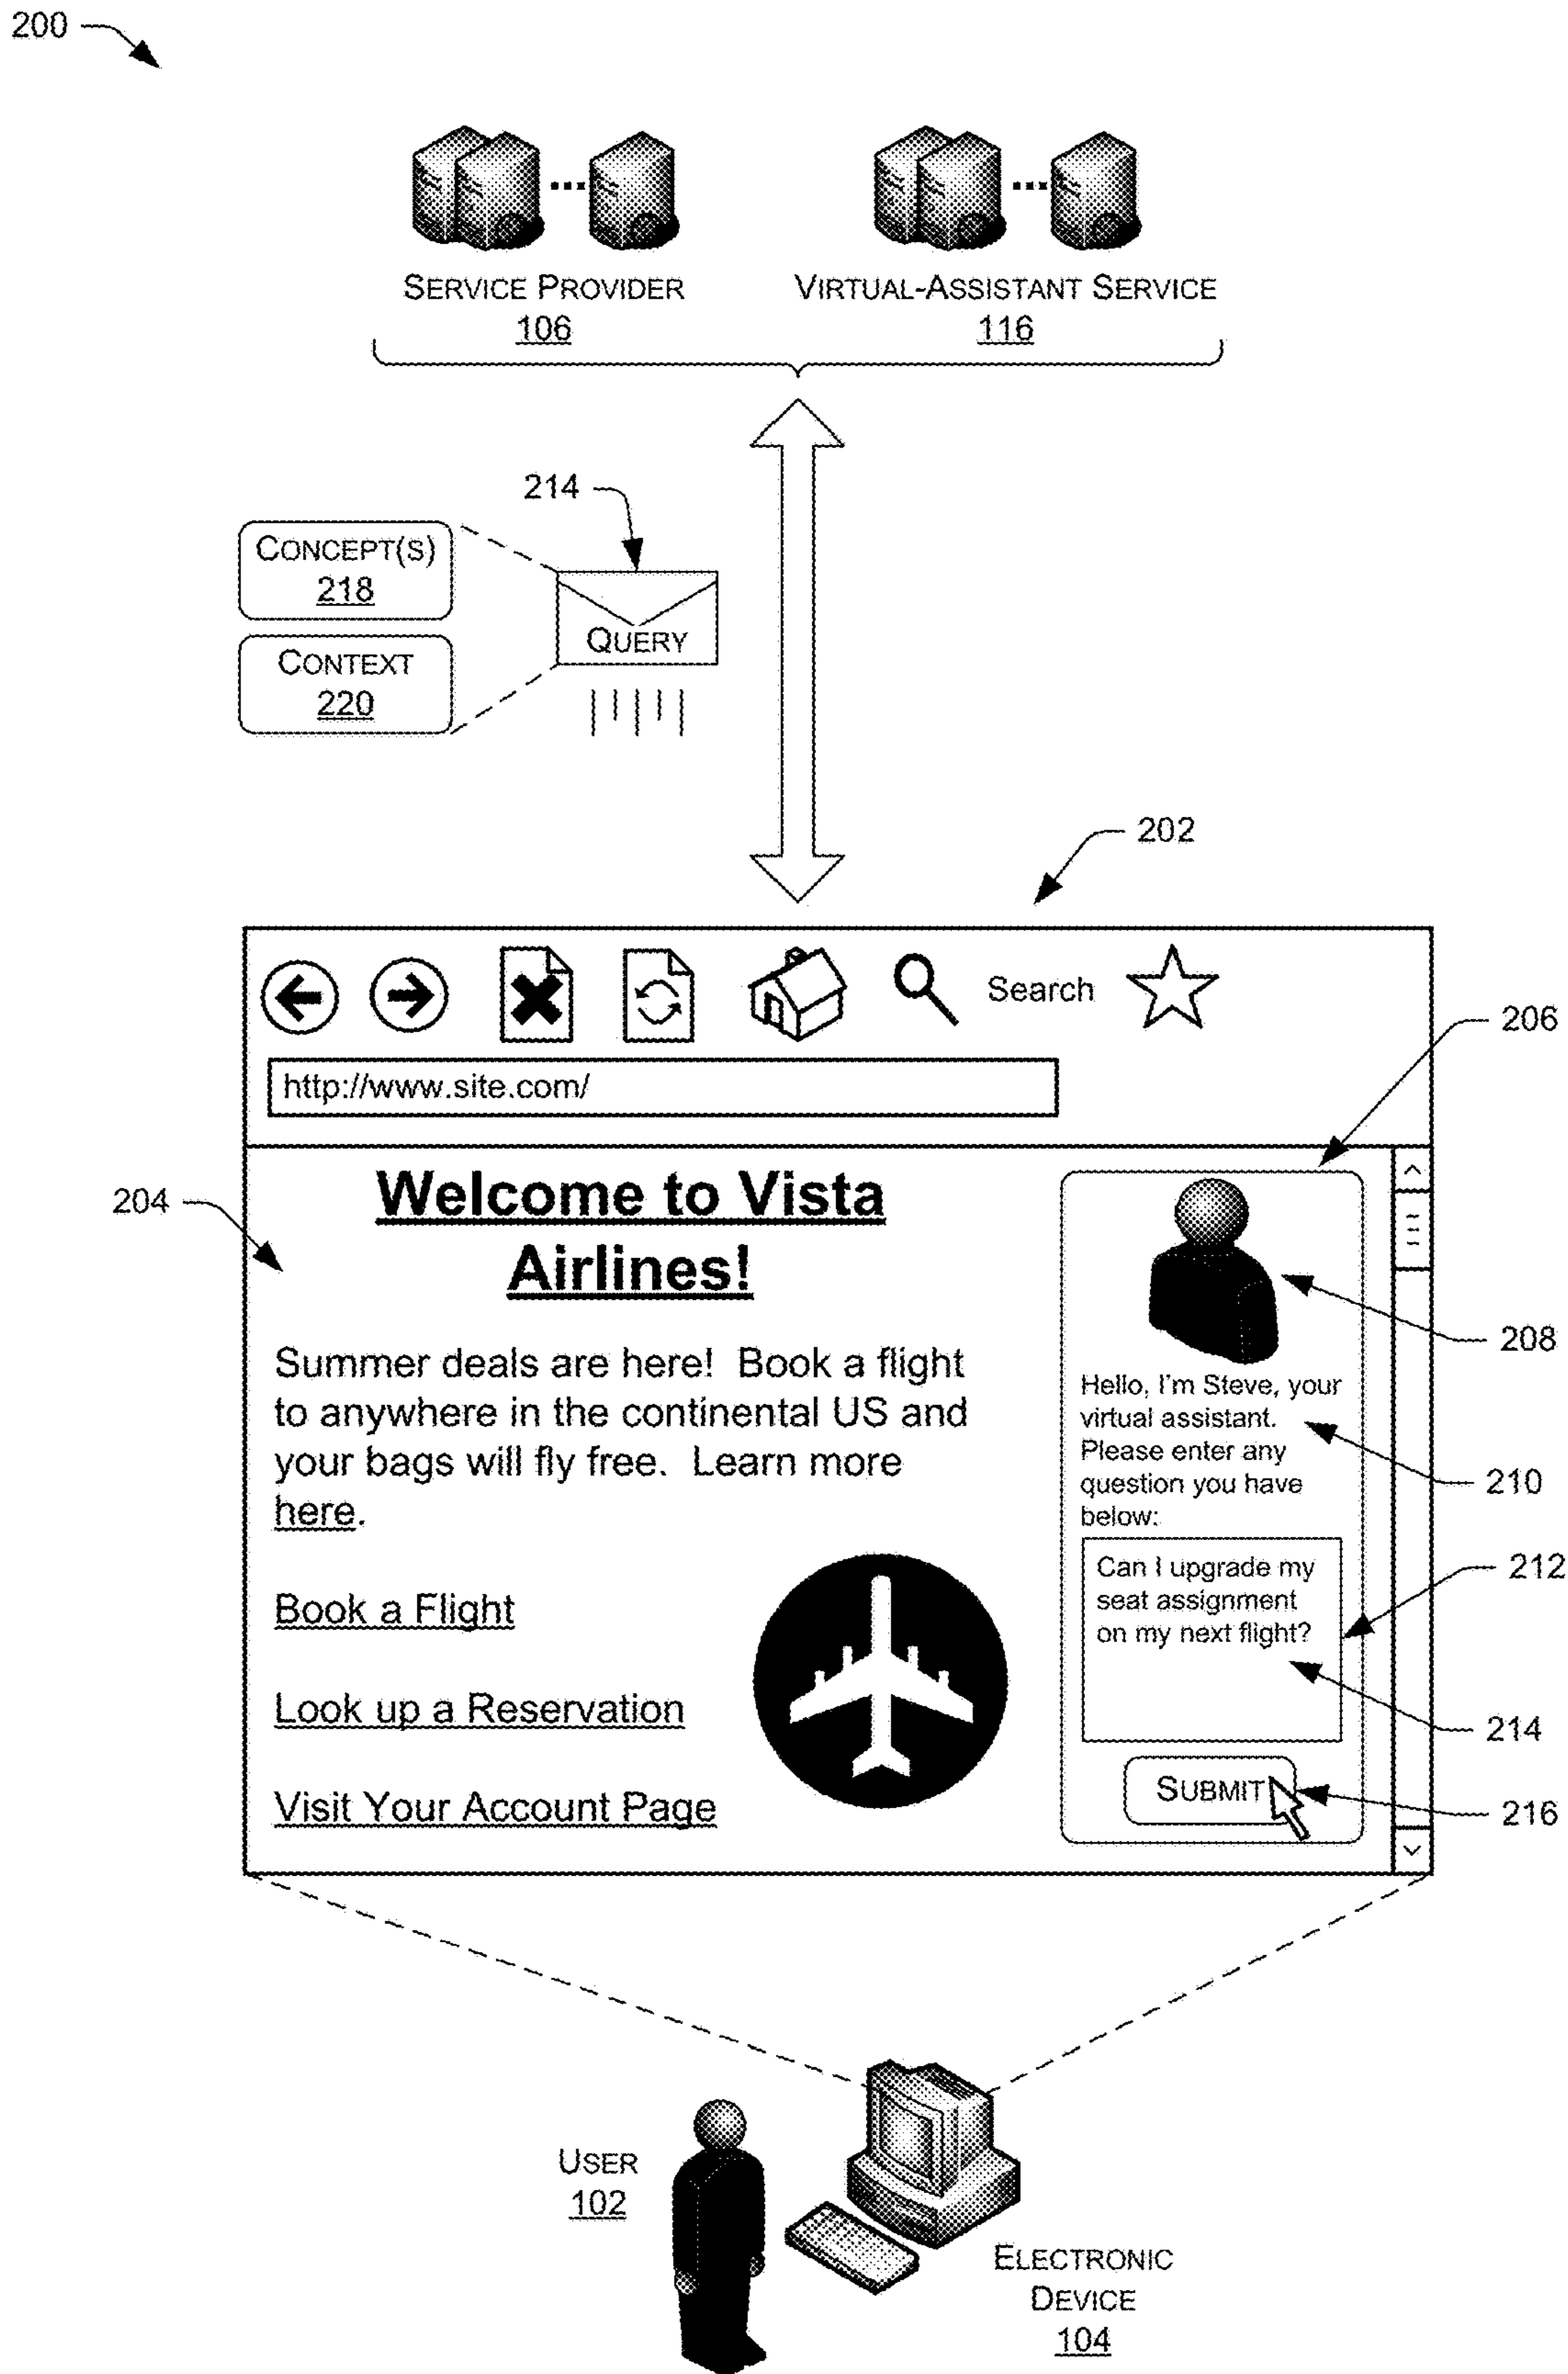 200
SERVICE PROVIDER
106
VIRTUAL-ASSISTANT SERVICE
116
214
CONCEPT(S)
218
QUERY
CONTEXT
220
202
Search
206
http://www.site.com/
204
Welcome to Vista
Airlines!
Summer deals are here! Book a flight
to anywhere in the continental US and
your bags will fly free. Learn more
here.
Book a Flight
Look up a Reservation
Visit Your Account Page
208
Hello, I'm Steve, your
virtual assistant.
Please enter any
question you have
below:
210
Can I upgrade my
seat assignment
on my next flight?
212
214
SUBMIT
216
USER
102
ELECTRONIC
DEVICE
104